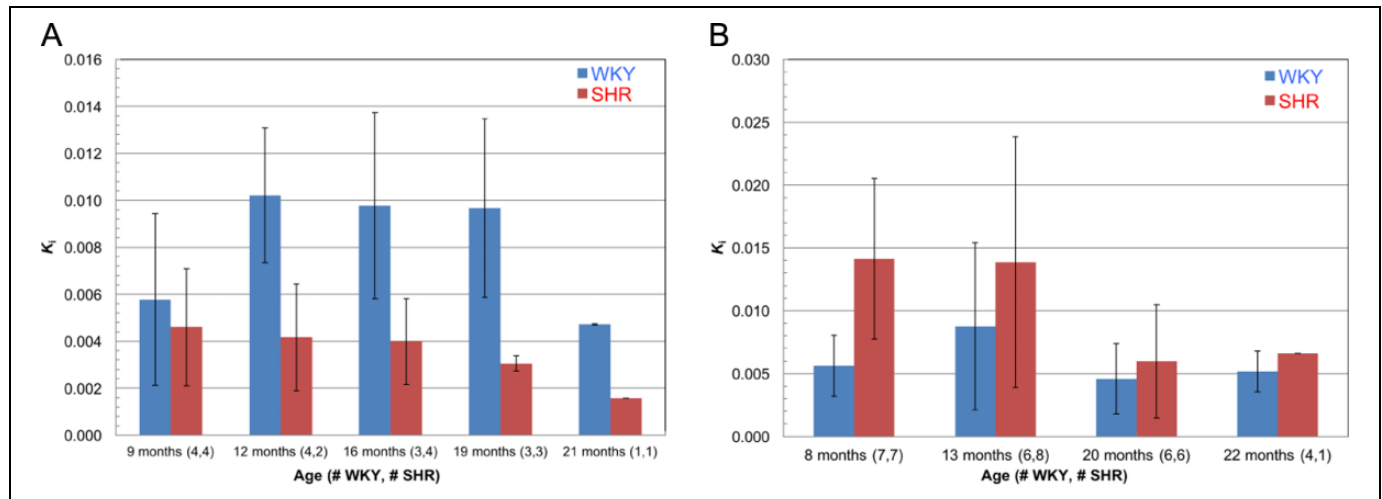 A
0.016
0.014
0.012
0.010
0.008
0.006
0.004
0.002
0.000
Ki
WKY
SHR
9 months (4,4) 12 months (4,2) 16 months (3,4) 19 months (3,3) 21 months (1,1)
Age (# WKY, # SHR)
B
0.030
0.025
0.020
0.015
0.010
0.005
0.000
Ki
WKY
SHR
8 months (7,7) 13 months (6,8) 20 months (6,6) 22 months (4,1)
Age (# WKY, # SHR)